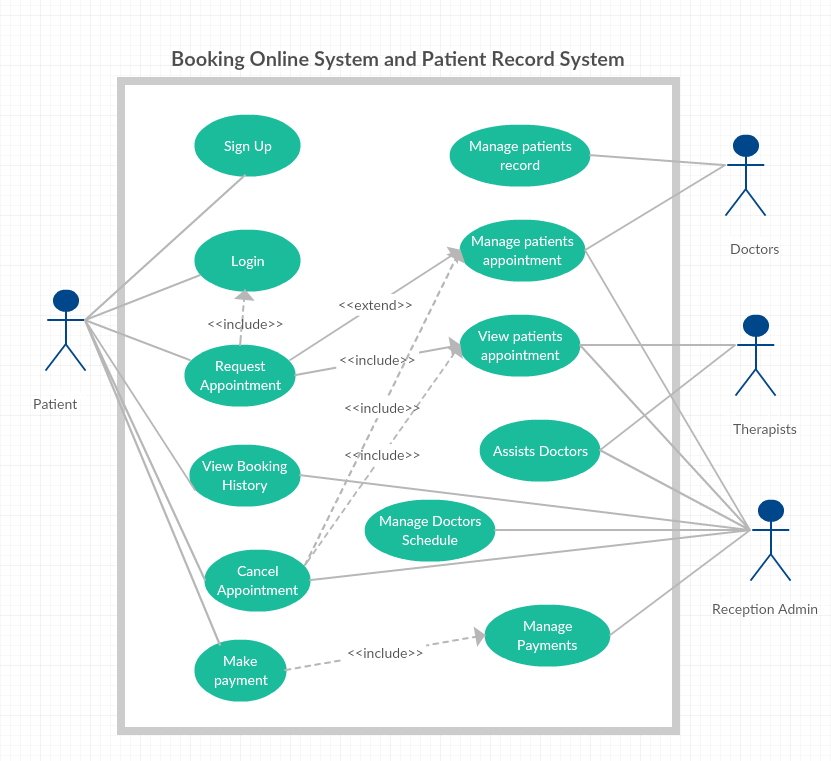 Booking Online System and Patient Record System
Sign Up
Manage patients
record
Doctors
Login
Manage patients
appointment
<<extend>>
<<include>>
Patient
Request
Appointment
<<include>>
View patients
appointment
Therapists
<<include>>
<<include>>
View Booking
History
Assists Doctors
Manage Doctors
Schedule
Cancel
Appointment
Reception Admin
Make
payment
<<include>>
Manage
Payments